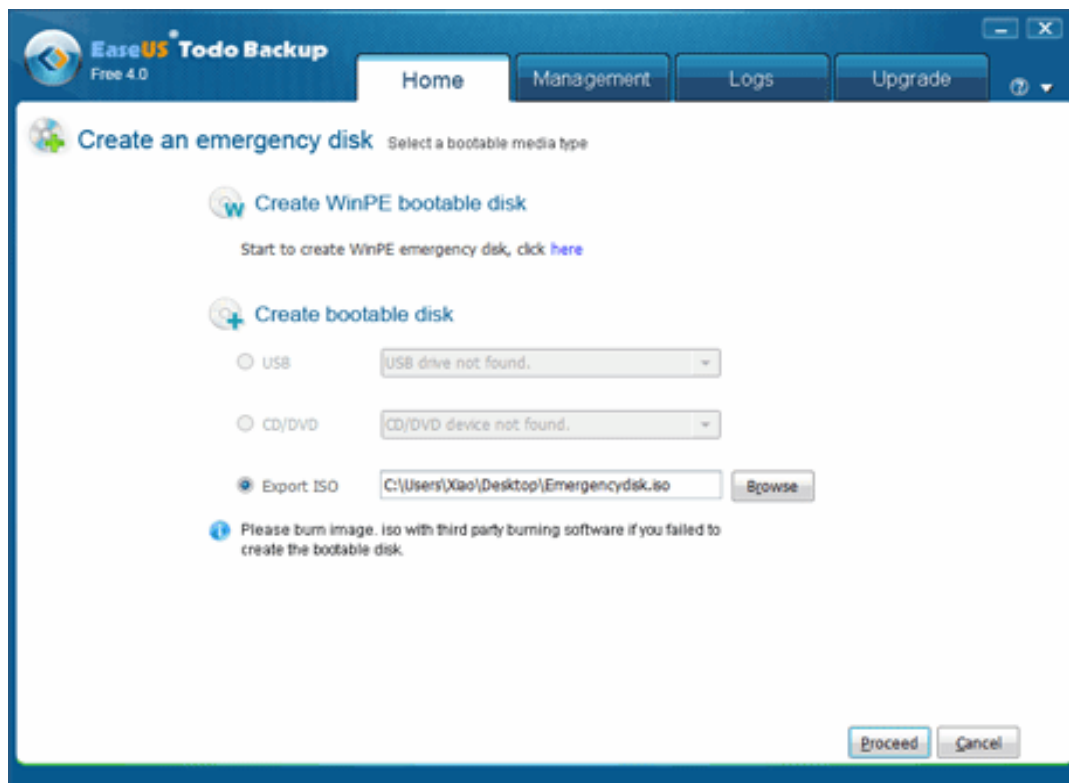 EaseUS® Todo Backup
Free 4.0
Home
Management
Logs
Upgrade
Create an emergency disk Select a bootable media type
Create WinPE bootable disk
Start to create WinPE emergency disk, click here
Create bootable disk
USB USB drive not found.
CD/DVD CD/DVD device not found.
Export ISO C:\Users\Xiao\Desktop\Emergencydisk.iso Browse
Please burn image. iso with third party burning software if you failed to
create the bootable disk.
Proceed Cancel